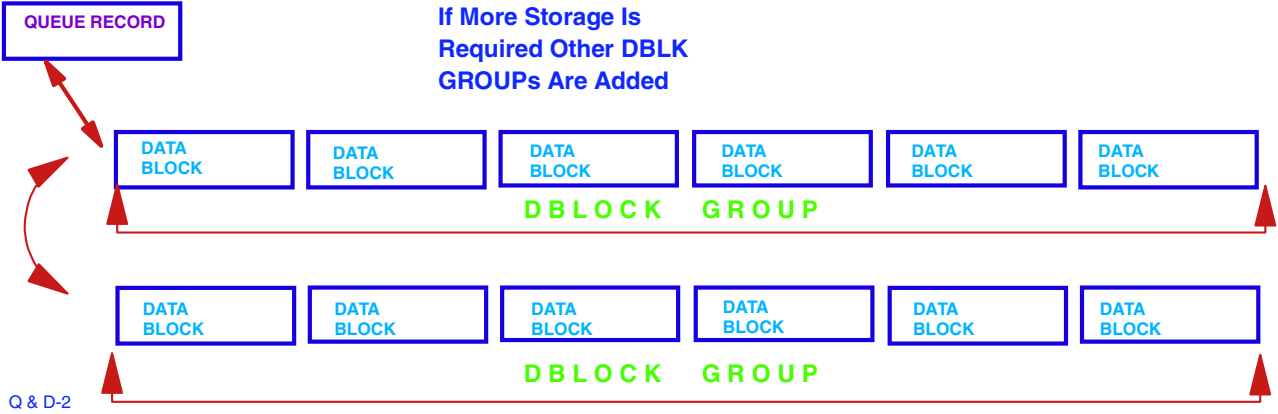 QUEUE RECORD
If More Storage Is
Required Other DBLK
GROUPs Are Added
DATA
BLOCK
DATA
BLOCK
DATA
BLOCK
DATA
BLOCK
DATA
BLOCK
DATA
BLOCK
DBLOCK GROUP
DATA
BLOCK
DATA
BLOCK
DATA
BLOCK
DATA
BLOCK
DATA
BLOCK
DATA
BLOCK
DBLOCK GROUP
Q & D-2